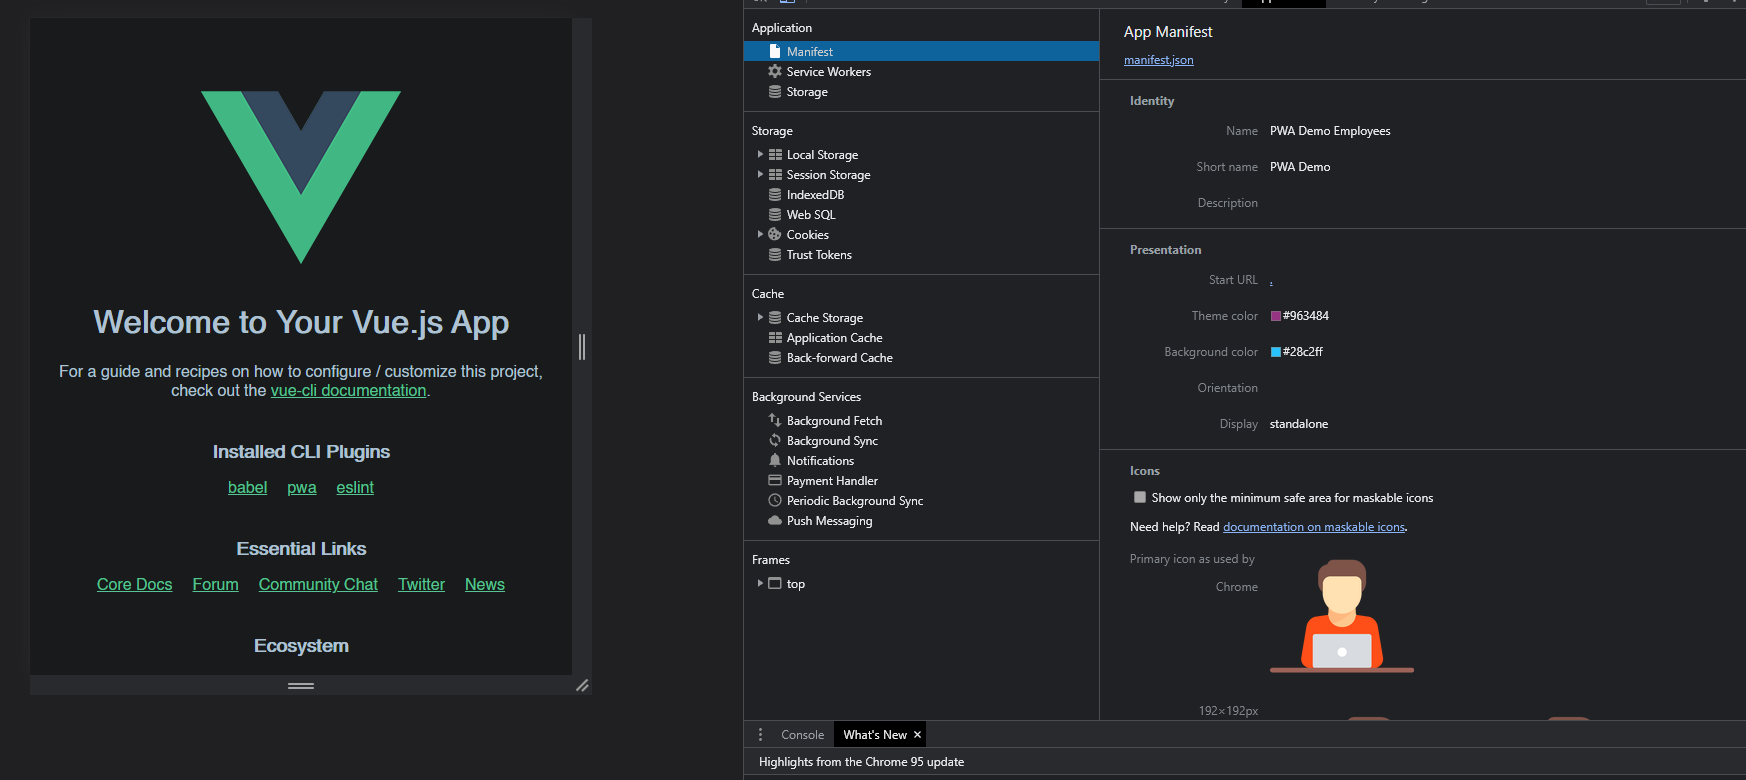 Welcome to Your Vue.js App
For a guide and recipes on how to configure / customize this project,
check out the vue-cli documentation.
Installed CLI Plugins
babel pwa eslint
Essential Links
Core Docs Forum Community Chat Twitter News
Ecosystem
Application
Manifest
Service Workers
Storage
Storage
Local Storage
Session Storage
IndexedDB
Web SQL
Cookies
Trust Tokens
Cache
Cache Storage
Application Cache
Back-forward Cache
Background Services
Background Fetch
Background Sync
Notifications
Payment Handler
Periodic Background Sync
Push Messaging
Frames
top
App Manifest
manifest.json
Identity
Name PWA Demo Employees
Short name PWA Demo
Description
Presentation
Start URL .
Theme color #963484
Background color #28c2ff
Orientation
Display standalone
Icons
Show only the minimum safe area for maskable icons
Need help? Read documentation on maskable icons.
Primary icon as used by
Chrome
192×192px
Console What's New ×
Highlights from the Chrome 95 update